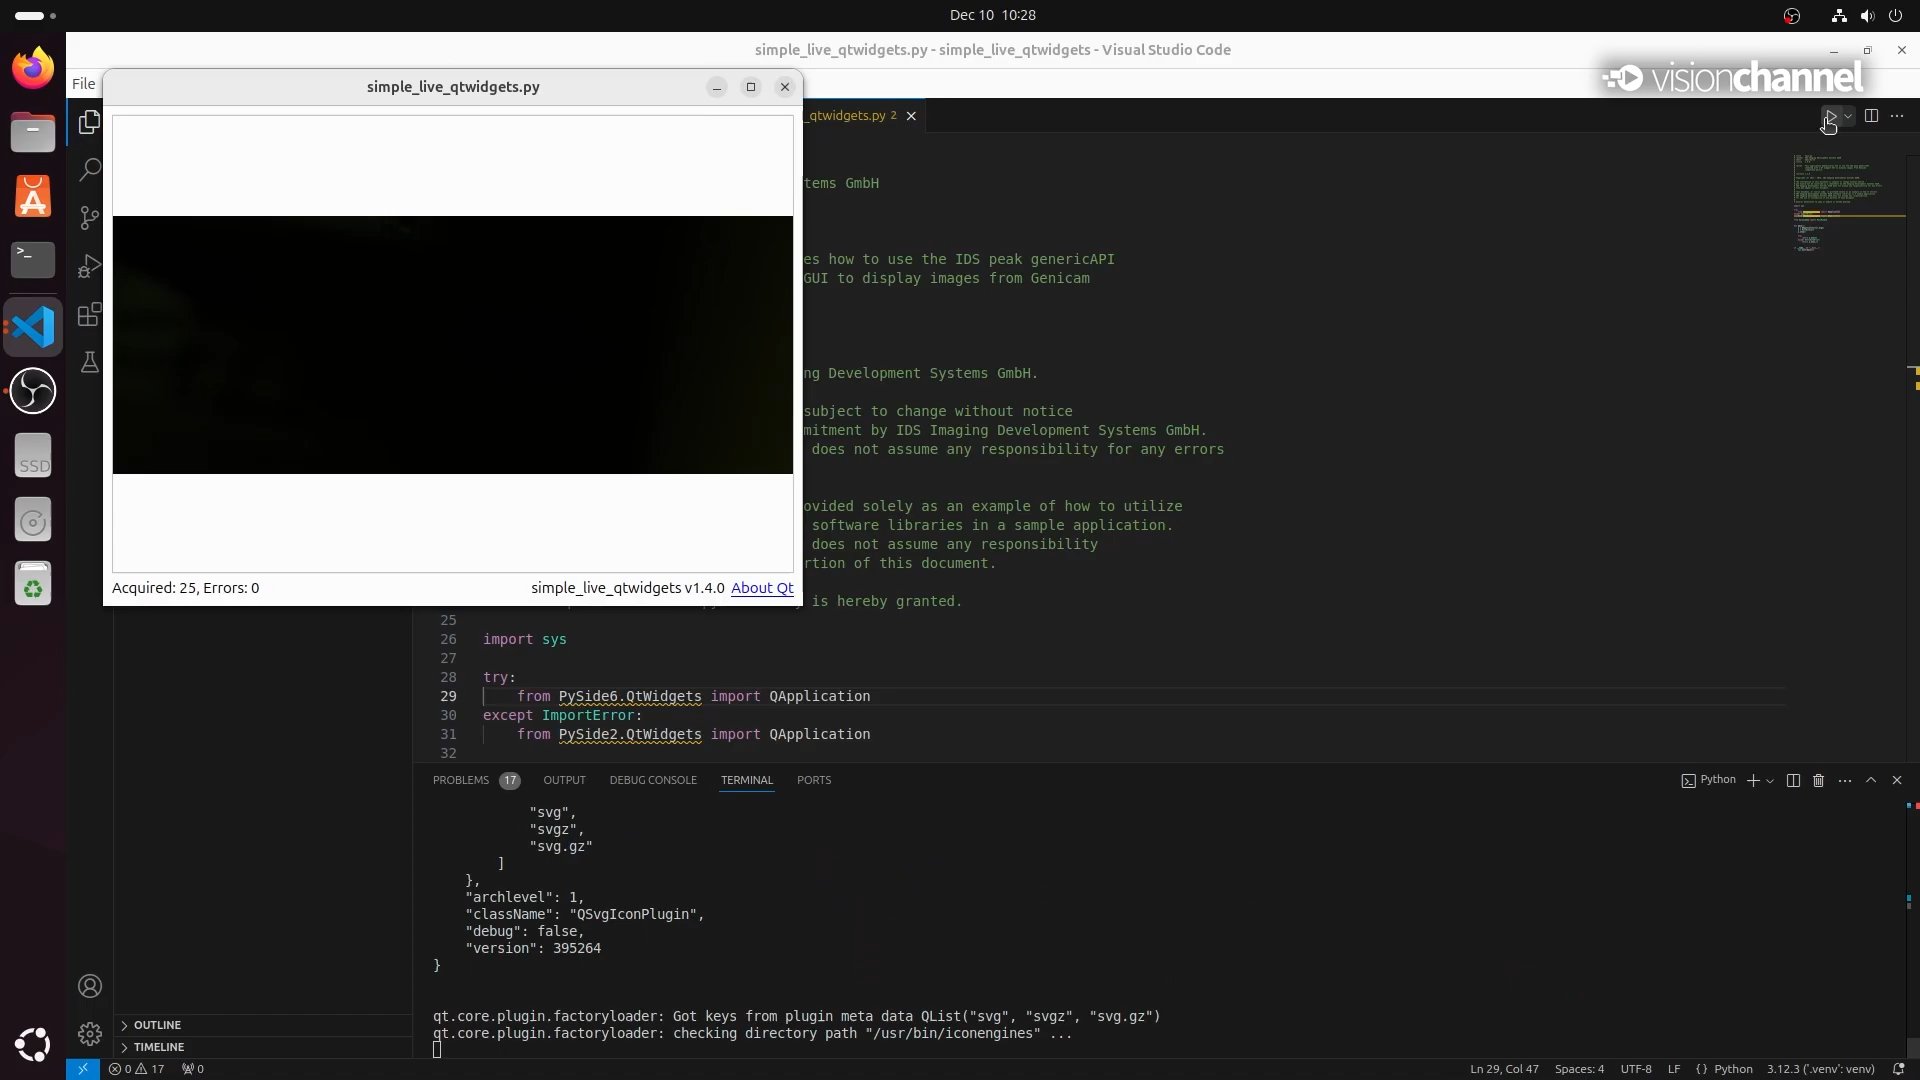 Dec 10 10:28
simple_live_qtwidgets.py - simple_live_qtwidgets - Visual Studio Code
visionchannel
File
simple_live_qtwidgets.py
_qtwidgets.py 2
tems GmbH
es how to use the IDS peak genericAPI
GUI to display images from Genicam
ng Development Systems GmbH.
subject to change without notice
mitment by IDS Imaging Development Systems GmbH.
does not assume any responsibility for any errors
ovided solely as an example of how to utilize
software libraries in a sample application.
does not assume any responsibility
rtion of this document.
is hereby granted.
Acquired: 25, Errors: 0
simple_live_qtwidgets v1.4.0 About Qt
SSD
25
26 import sys
27
28 try:
29 from PySide6.QtWidgets import QApplication
30 except ImportError:
31 from PySide2.QtWidgets import QApplication
32
PROBLEMS 17 OUTPUT DEBUG CONSOLE TERMINAL PORTS
Python
"svg",
"svgz",
"svg.gz"
]
},
"archlevel": 1,
"className": "QSvgIconPlugin",
"debug": false,
"version": 395264
}
qt.core.plugin.factoryloader: Got keys from plugin meta data QList("svg", "svgz", "svg.gz")
qt.core.plugin.factoryloader: checking directory path "/usr/bin/iconengines" ...
OUTLINE
TIMELINE
0 17 0
Ln 29, Col 47 Spaces: 4 UTF-8 LF {} Python 3.12.3 ('.venv': venv)